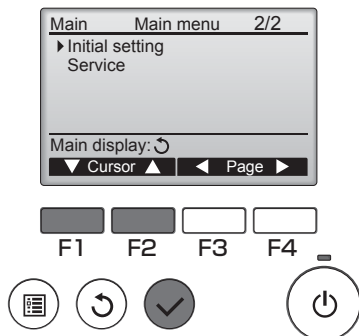 Main Main menu 2/2
Initial setting
Service
Main display:
Cursor Page
F1 F2 F3 F4